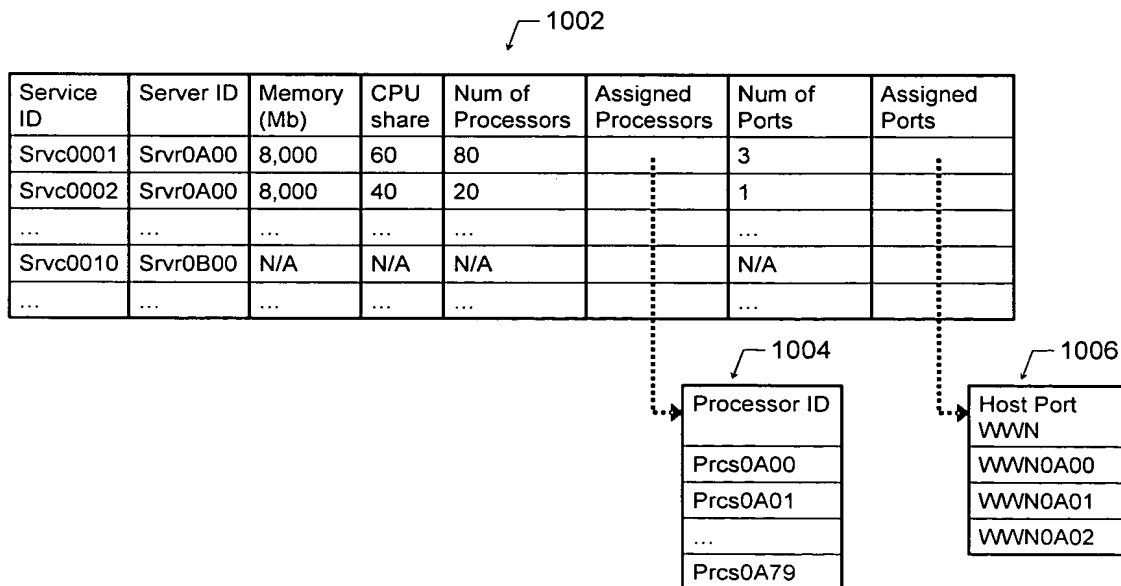 1002
Service ID Server ID Memory (Mb) CPU share Num of Processors Assigned Processors Num of Ports Assigned Ports
Srvc0001 Srvr0A00 8,000 60 80 3
Srvc0002 Srvr0A00 8,000 40 20 1
... ... ... ... ... ...
Srvc0010 Srvr0B00 N/A N/A N/A N/A
... ... ... ... ... ...
1004
Processor ID
Prcs0A00
Prcs0A01
...
Prcs0A79
1006
Host Port
WWN
WWN0A00
WWN0A01
WWN0A02